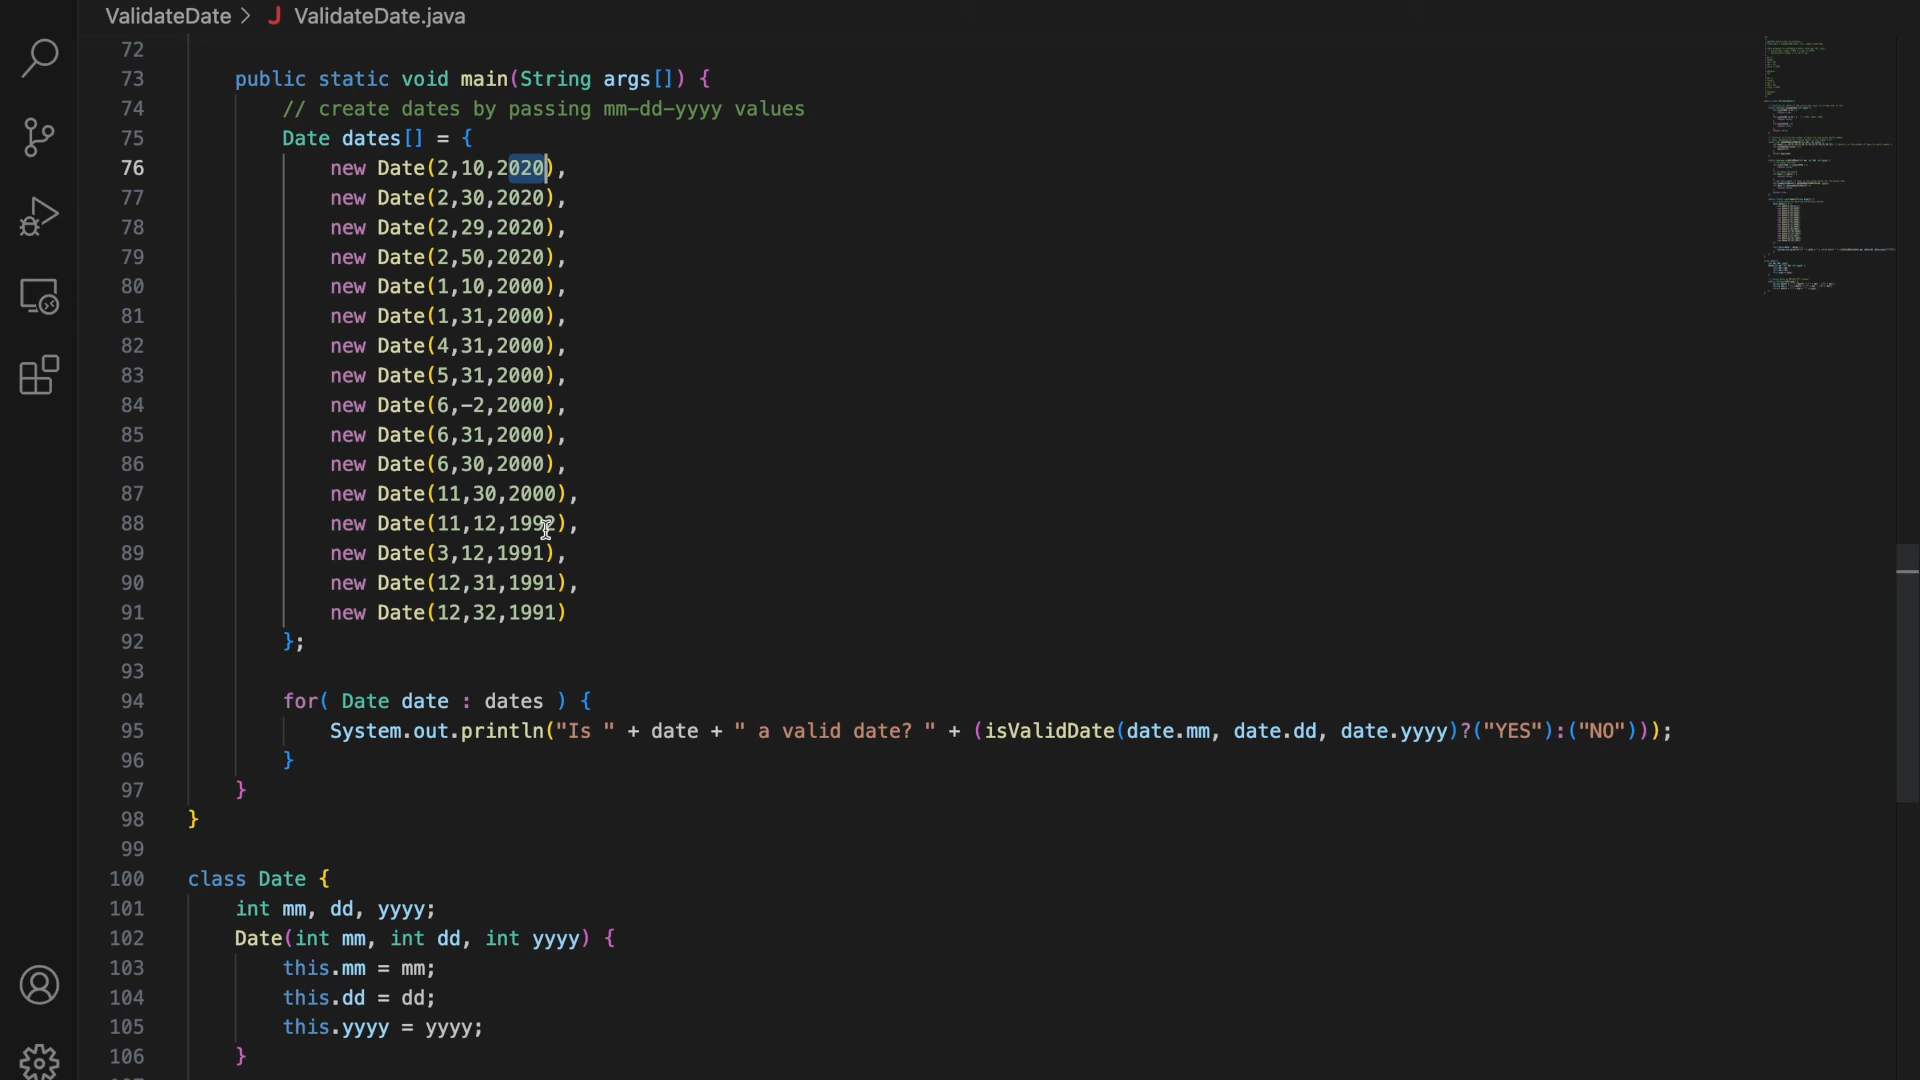 ValidateDate > J ValidateDate.java
72
73 public static void main(String args[]) {
74 // create dates by passing mm-dd-yyyy values
75 Date dates[] = {
76 new Date(2,10,2020),
77 new Date(2,30,2020),
78 new Date(2,29,2020),
79 new Date(2,50,2020),
80 new Date(1,10,2000),
81 new Date(1,31,2000),
82 new Date(4,31,2000),
83 new Date(5,31,2000),
84 new Date(6,-2,2000),
85 new Date(6,31,2000),
86 new Date(6,30,2000),
87 new Date(11,30,2000),
88 new Date(11,12,1992),
89 new Date(3,12,1991),
90 new Date(12,31,1991),
91 new Date(12,32,1991)
92 };
93
94 for( Date date : dates ) {
95 System.out.println("Is " + date + " a valid date? " + (isValidDate(date.mm, date.dd, date.yyyy)?("YES"):("NO")));
96 }
97 }
98 }
99
100 class Date {
101 int mm, dd, yyyy;
102 Date(int mm, int dd, int yyyy) {
103 this.mm = mm;
104 this.dd = dd;
105 this.yyyy = yyyy;
106 }